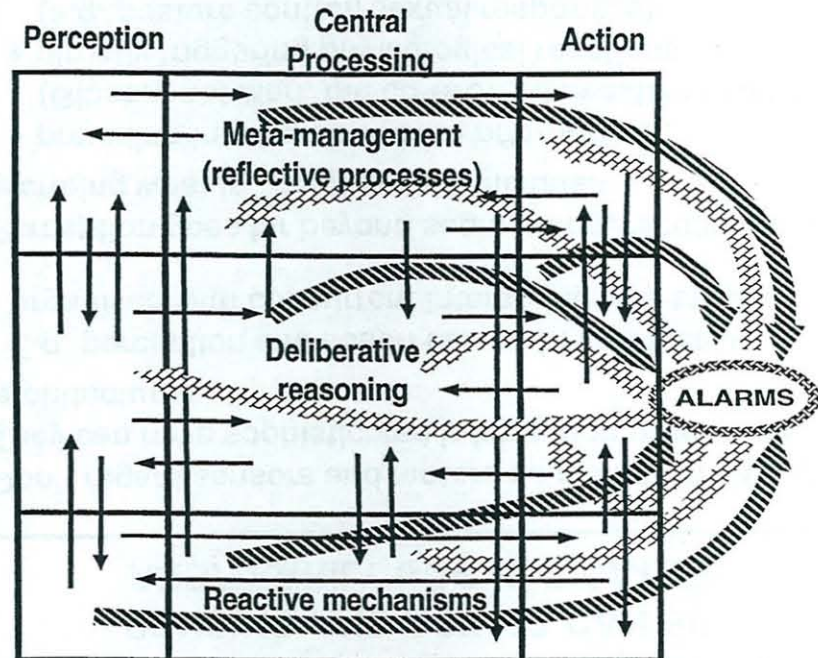 Perception
Central
Processing
Action
Meta-management
(reflective processes)
Deliberative
reasoning
ALARMS
Reactive mechanisms